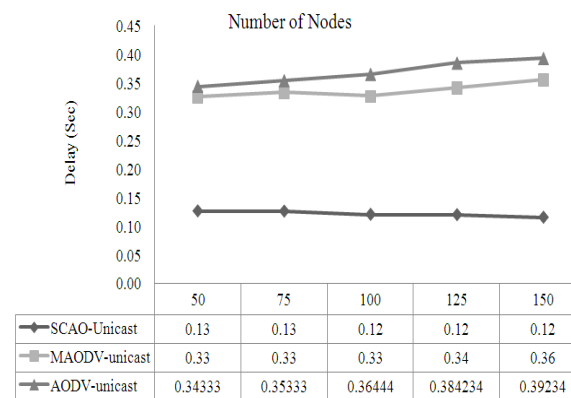 Number of Nodes
Delay (Sec)
0.45
0.40
0.35
0.30
0.25
0.20
0.15
0.10
0.05
0.00
50 75 100 125 150
SCAO-Unicast 0.13 0.13 0.12 0.12 0.12
MAODV-unicast 0.33 0.33 0.33 0.34 0.36
AODV-unicast 0.34333 0.35333 0.36444 0.384234 0.39234